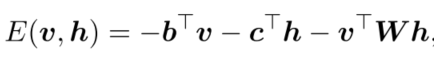 E(v, h) = −b⊤v − c⊤h − v⊤Wh,